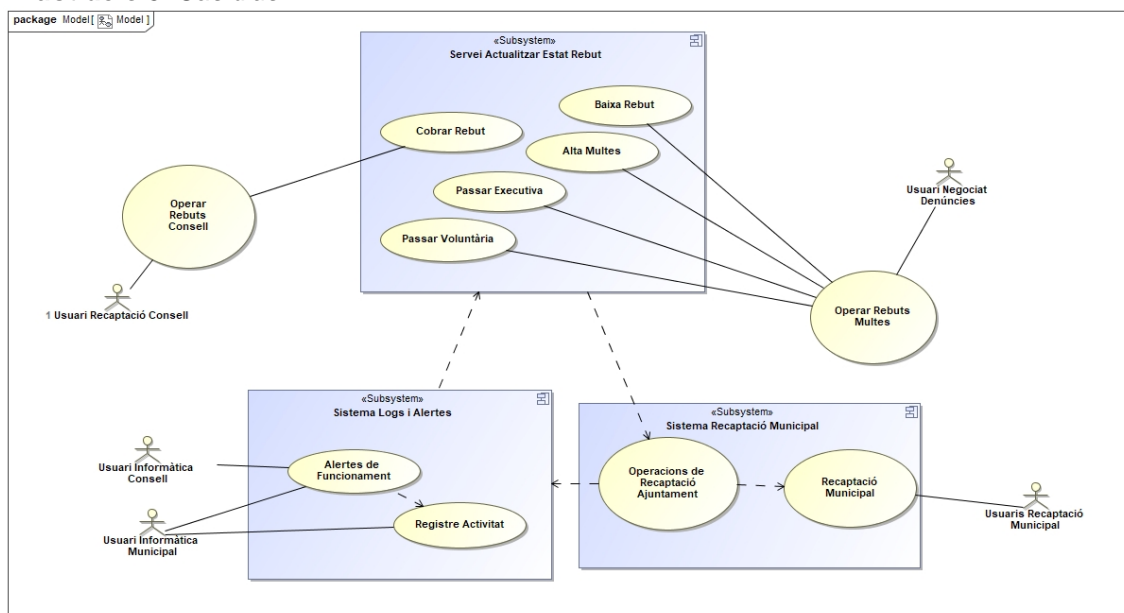 package Model [ Model ]
«Subsystem»
Servei Actualitzar Estat Rebut
Baixa Rebut
Cobrar Rebut
Alta Multes
Passar Executiva
Passar Voluntària
Operar
Rebuts
Consell
1 Usuari Recaptació Consell
Usuari Negociat
Denúncies
Operar Rebuts
Multes
«Subsystem»
Sistema Logs i Alertes
Alertes de
Funcionament
Registre Activitat
Usuari Informàtica
Consell
Usuari Informàtica
Municipal
«Subsystem»
Sistema Recaptació Municipal
Operacions de
Recaptació
Ajuntament
Recaptació
Municipal
Usuaris Recaptació
Municipal